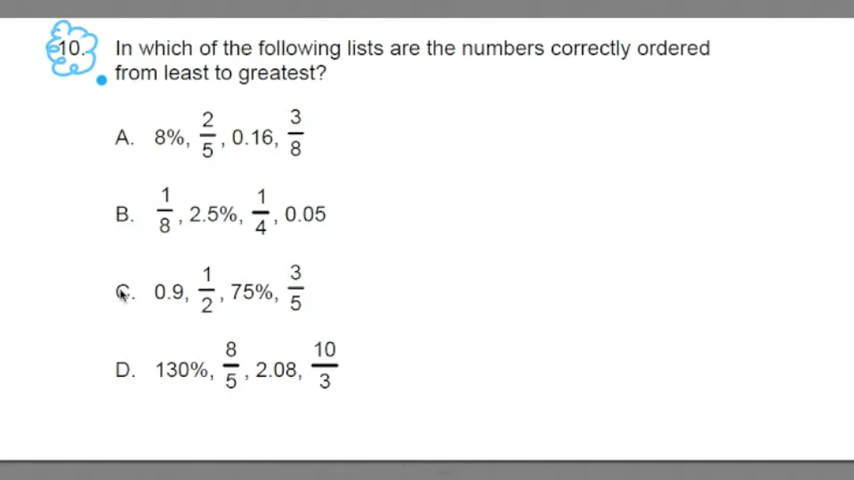 10. In which of the following lists are the numbers correctly ordered
from least to greatest?
A. 8%, 2/5, 0.16, 3/8
B. 1/8, 2.5%, 1/4, 0.05
C. 0.9, 1/2, 75%, 3/5
D. 130%, 8/5, 2.08, 10/3